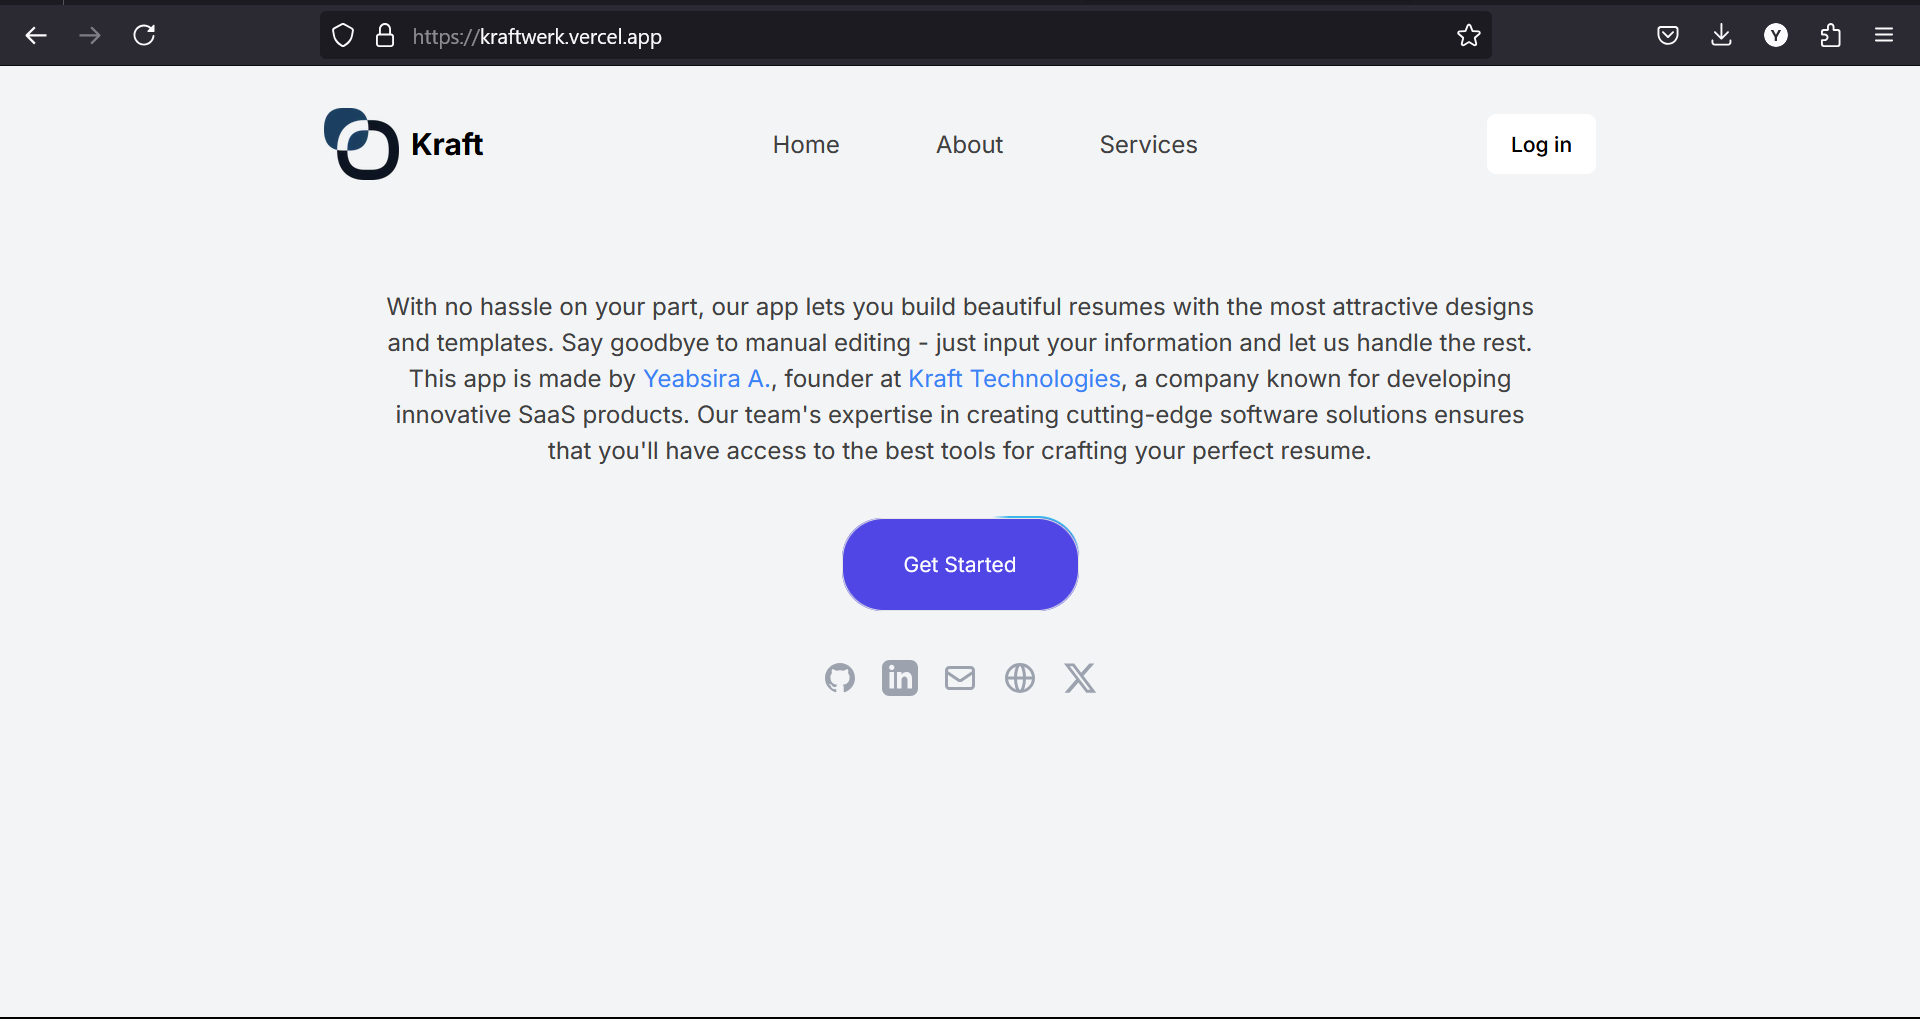 https://kraftwerk.vercel.app
Y
Kraft
Home
About
Services
Log in
With no hassle on your part, our app lets you build beautiful resumes with the most attractive designs
and templates. Say goodbye to manual editing - just input your information and let us handle the rest.
This app is made by Yeabsira A., founder at Kraft Technologies, a company known for developing
innovative SaaS products. Our team's expertise in creating cutting-edge software solutions ensures
that you'll have access to the best tools for crafting your perfect resume.
Get Started
in